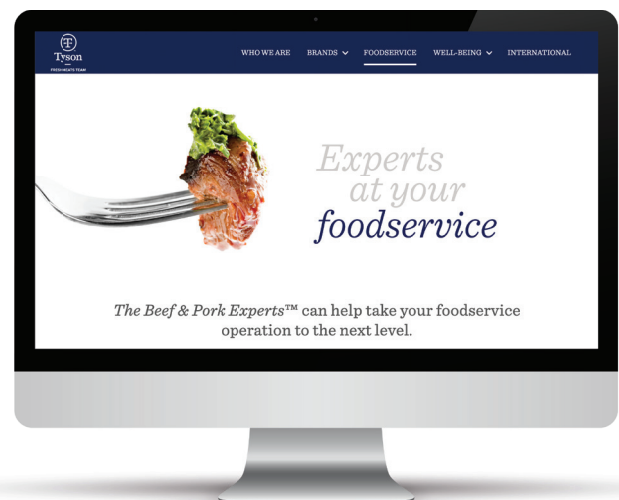 Tyson
FRESH MEATS TEAM
WHO WE ARE BRANDS FOODSERVICE WELL-BEING INTERNATIONAL
Experts
at your
foodservice
The Beef & Pork Experts™ can help take your foodservice
operation to the next level.